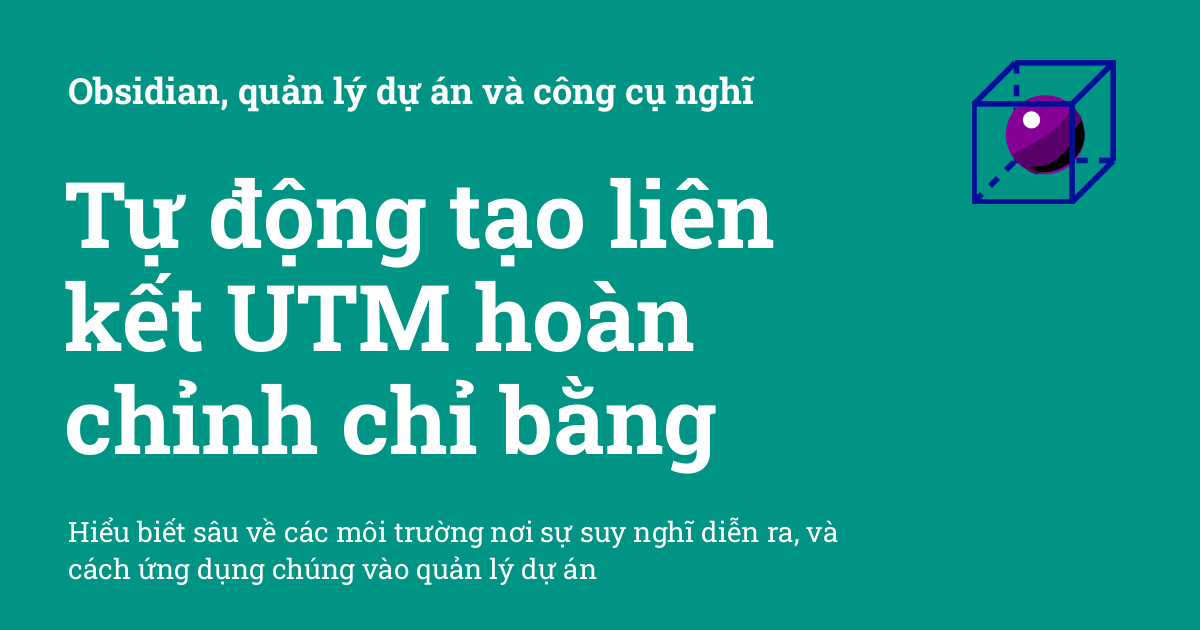 Obsidian, quản lý dự án và công cụ nghĩ
Tự động tạo liên
kết UTM hoàn
chỉnh chỉ bằng
Hiểu biết sâu về các môi trường nơi sự suy nghĩ diễn ra, và
cách ứng dụng chúng vào quản lý dự án